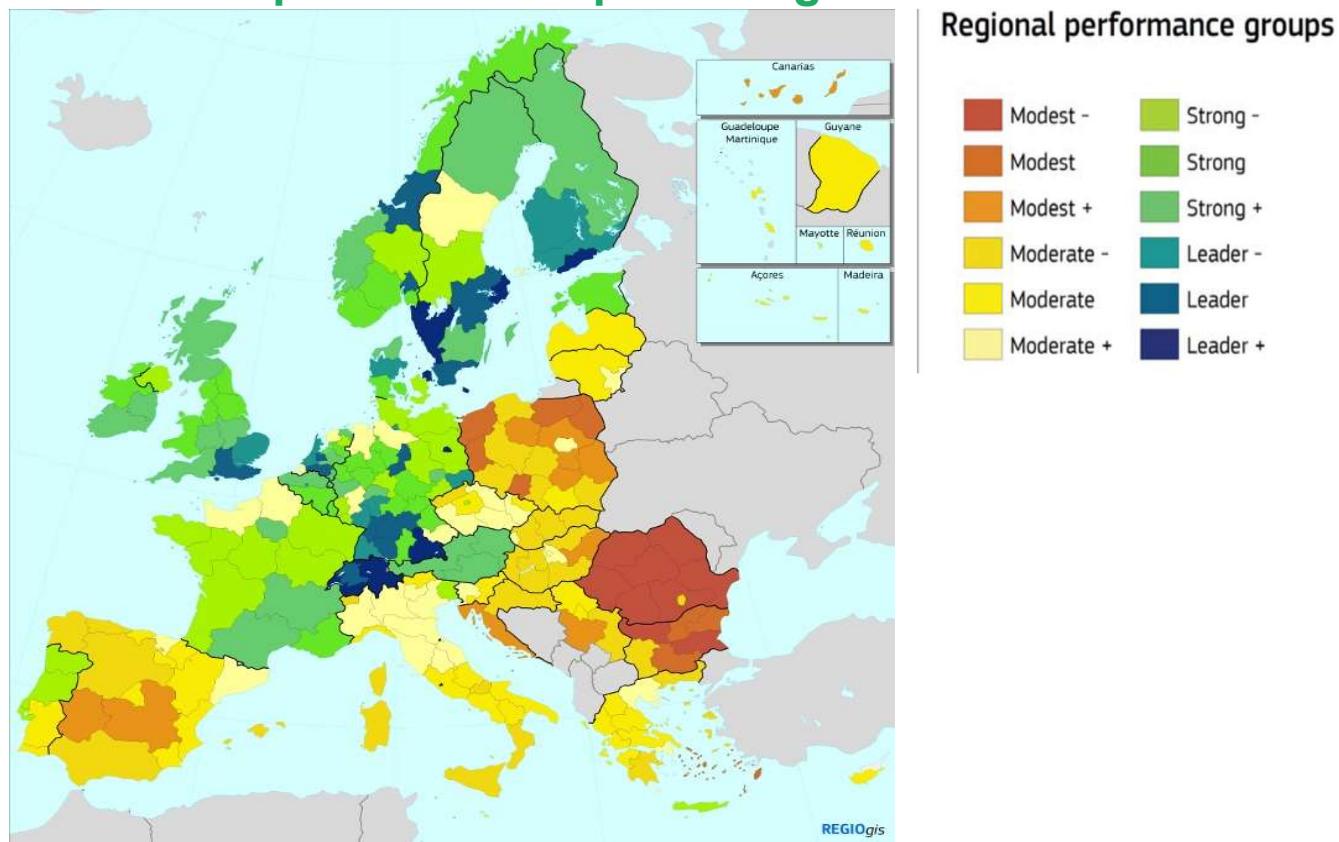 Regional performance groups
Canarias
Guadeloupe
Martinique
Guyane
Mayotte
Réunion
Açores
Madeira
Modest -
Modest
Modest +
Moderate -
Moderate
Moderate +
Strong -
Strong
Strong +
Leader -
Leader
Leader +
REGIOgis